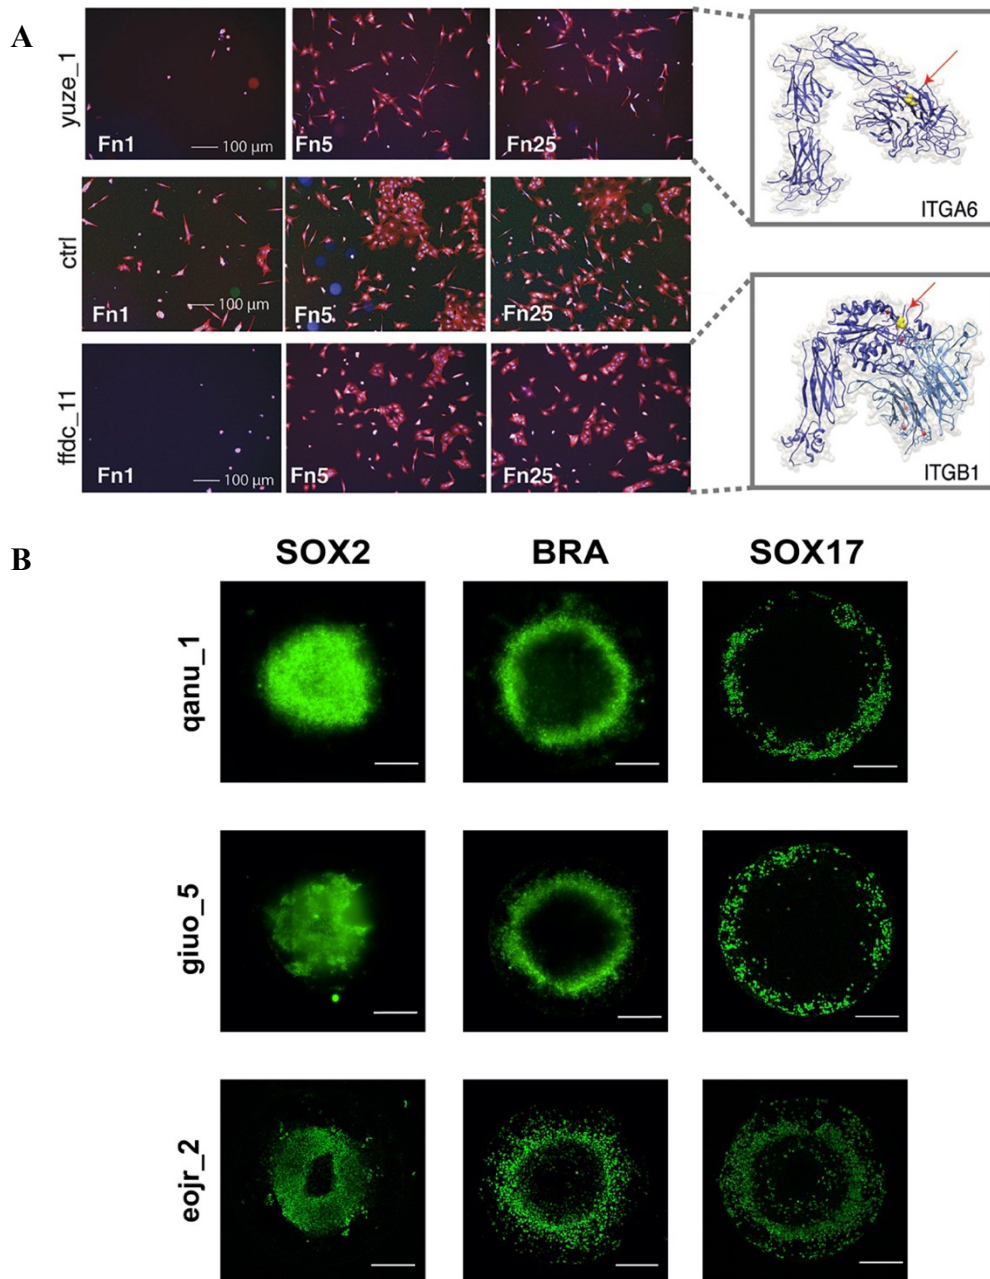 A
yuze_1
Fn1
100 µm
Fn5
Fn25
ITGA6
ctrl
Fn1
100 µm
Fn5
Fn25
ffdc_11
Fn1
100 µm
Fn5
Fn25
ITGB1
B
SOX2 BRA SOX17
qanu_1
giuo_5
eojr_2